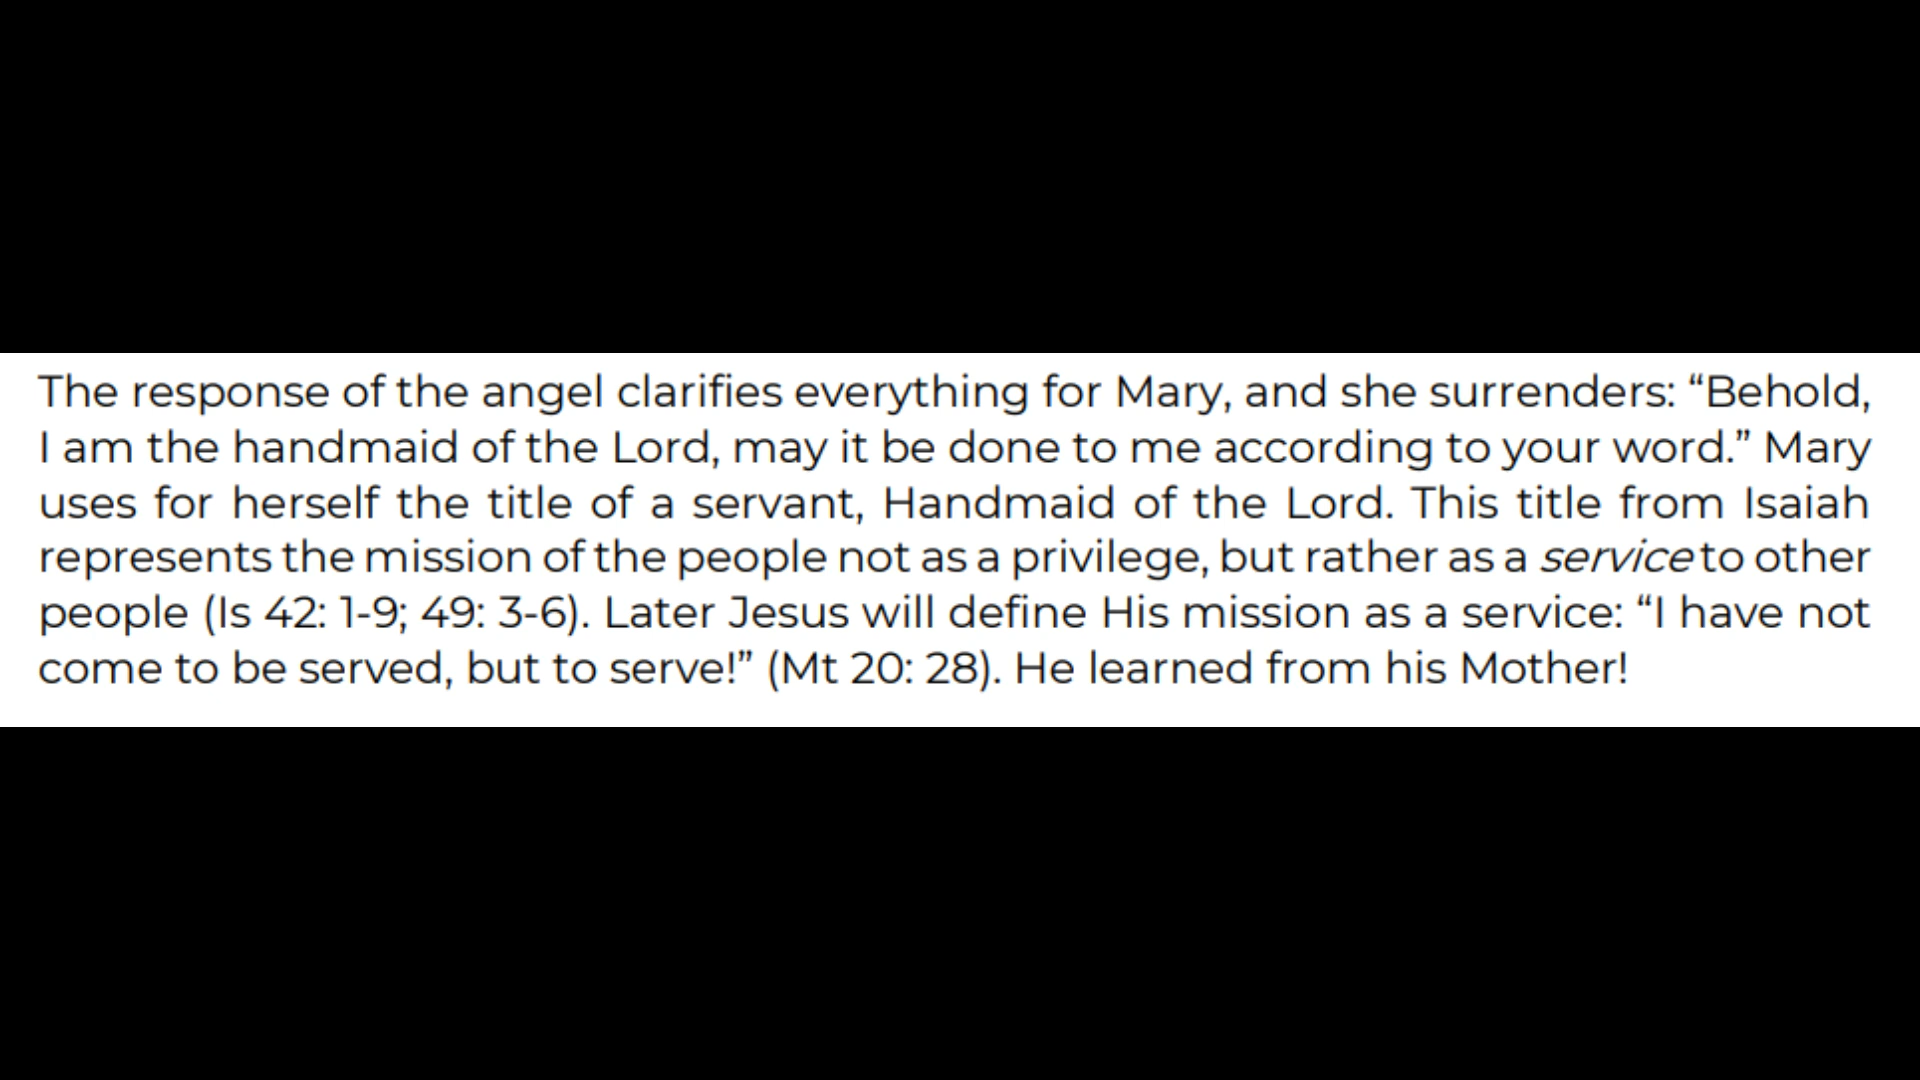 The response of the angel clarifies everything for Mary, and she surrenders: “Behold,
I am the handmaid of the Lord, may it be done to me according to your word.” Mary
uses for herself the title of a servant, Handmaid of the Lord. This title from Isaiah
represents the mission of the people not as a privilege, but rather as a service to other
people (Is 42: 1-9; 49: 3-6). Later Jesus will define His mission as a service: “I have not
come to be served, but to serve!” (Mt 20: 28). He learned from his Mother!